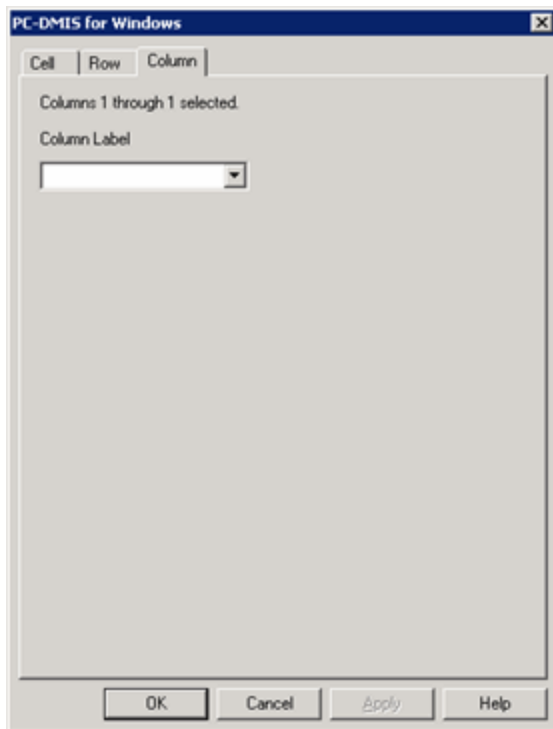 PC-DMIS for Windows
Cell Row Column
Columns 1 through 1 selected.
Column Label
OK Cancel Apply Help